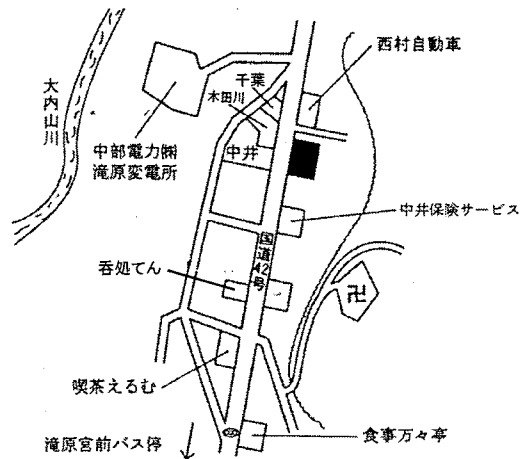 西村自動車
千葉
木田川
大内山川
中部電力㈱
滝原変電所
中井
中井保険サービス
国道42号
呑処てん
卍
喫茶えるむ
滝原宮前バス停
食事万々亭